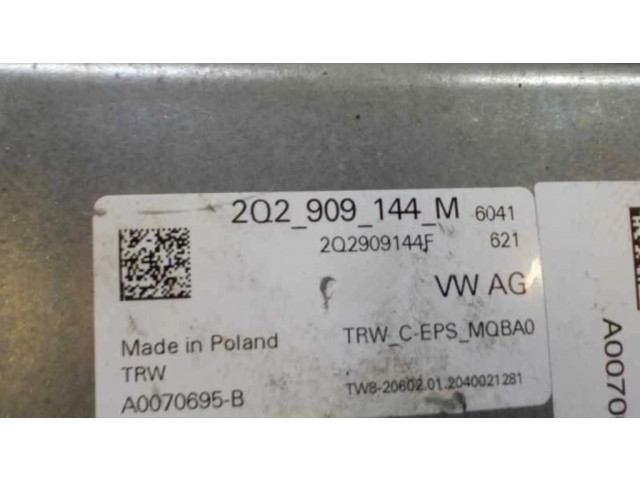 2Q2_909_144_M 6041
2Q2909144F 621
VW AG
Made in Poland TRW_C-EPS_MQBA0
TRW
A0070695-B TW8-20602.01.2040021281
A0070